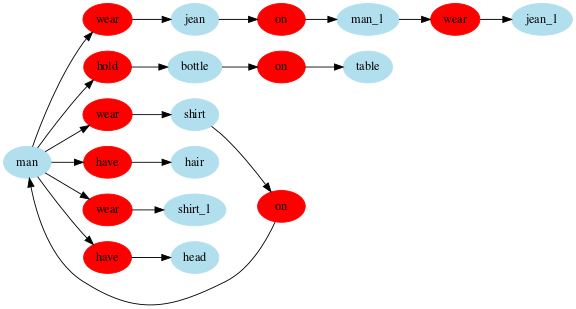 wear jean on man_1 wear jean_1
hold bottle on table
wear shirt
man have hair
on
wear shirt_1
have head